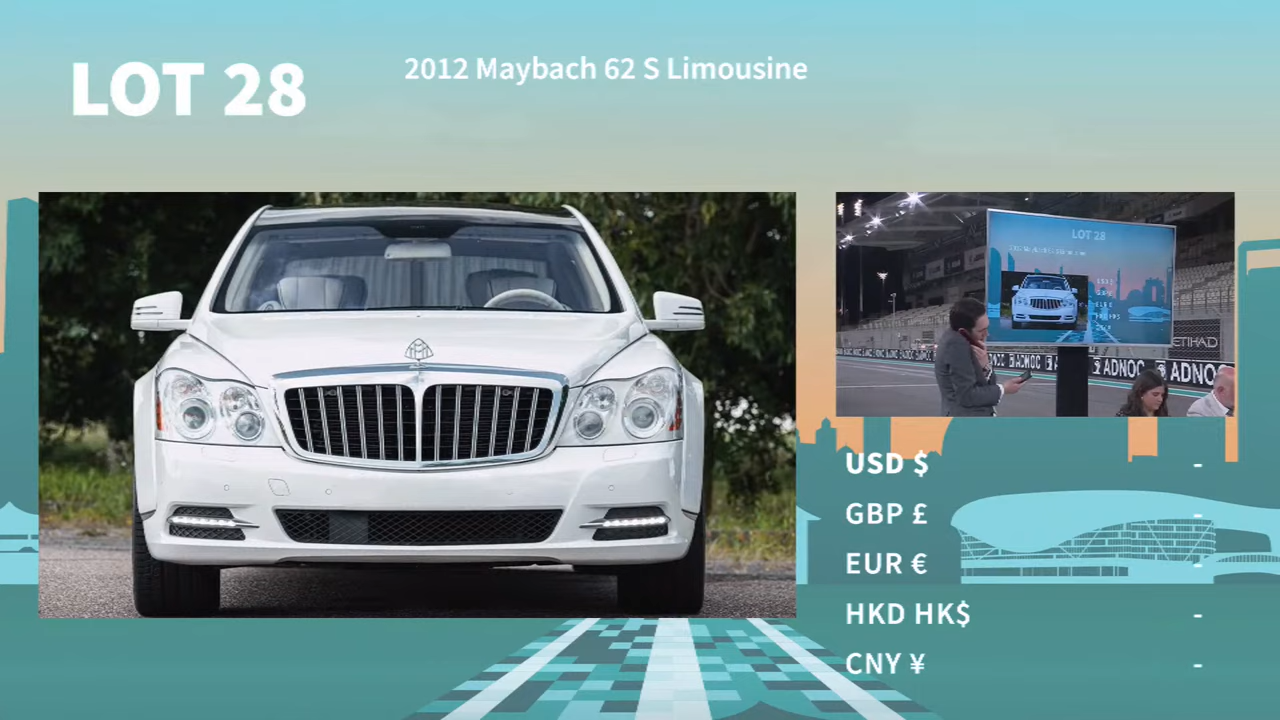 LOT 28
2012 Maybach 62 S Limousine
LOT 28
ETIHAD
ADNOC
ADNOC
USD $ -
GBP £ -
EUR € -
HKD HK$ -
CNY ¥ -